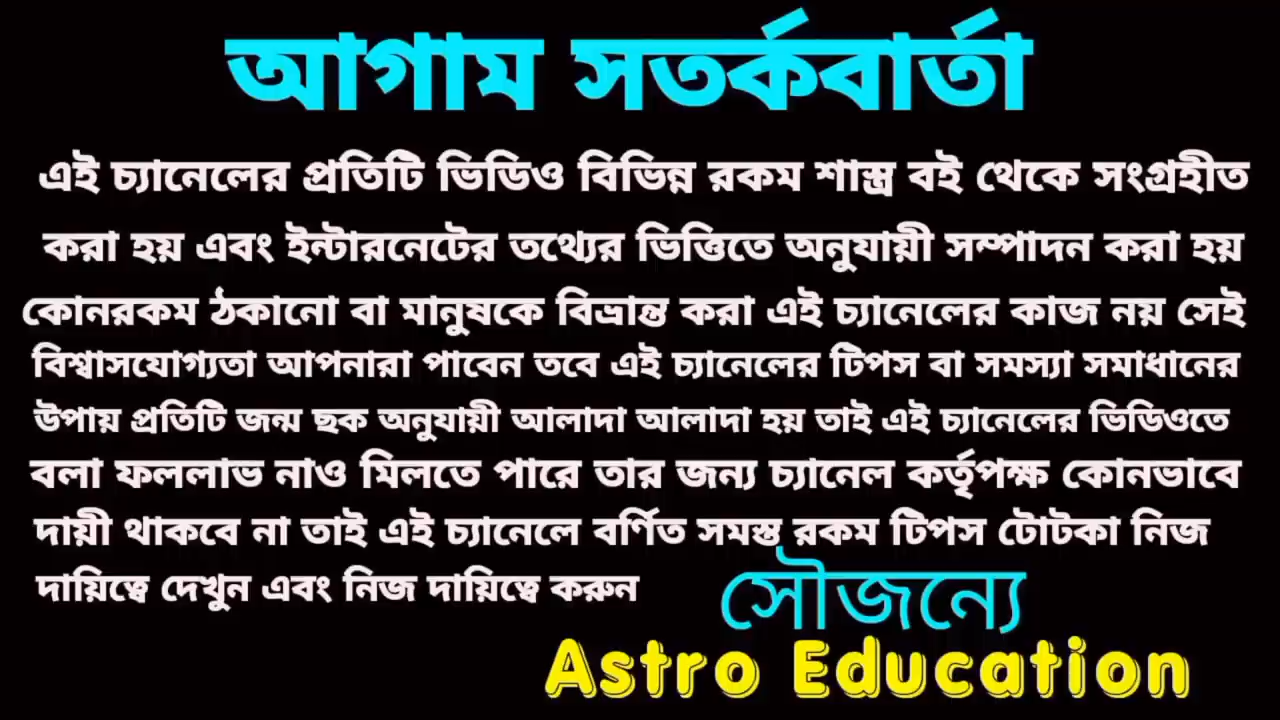 আগাম সতর্কবার্তা
এই চ্যানেলের প্রতিটি ভিডিও বিভিন্ন রকম শাস্ত্র বই থেকে সংগ্রহীত
করা হয় এবং ইন্টারনেটের তথ্যের ভিত্তিতে অনুযায়ী সম্পাদন করা হয়
কোনরকম ঠকানো বা মানুষকে বিভ্রান্ত করা এই চ্যানেলের কাজ নয় সেই
বিশ্বাসযোগ্যতা আপনারা পাবেন তবে এই চ্যানেলের টিপস বা সমস্যা সমাধানের
উপায় প্রতিটি জন্ম ছক অনুযায়ী আলাদা আলাদা হয় তাই এই চ্যানেলের ভিডিওতে
বলা ফললাভ নাও মিলতে পারে তার জন্য চ্যানেল কর্তৃপক্ষ কোনভাবে
দায়ী থাকবে না তাই এই চ্যানেলে বর্ণিত সমস্ত রকম টিপস টোটকা নিজ
দায়িত্বে দেখুন এবং নিজ দায়িত্বে করুন
সৌজন্যে
Astro Education